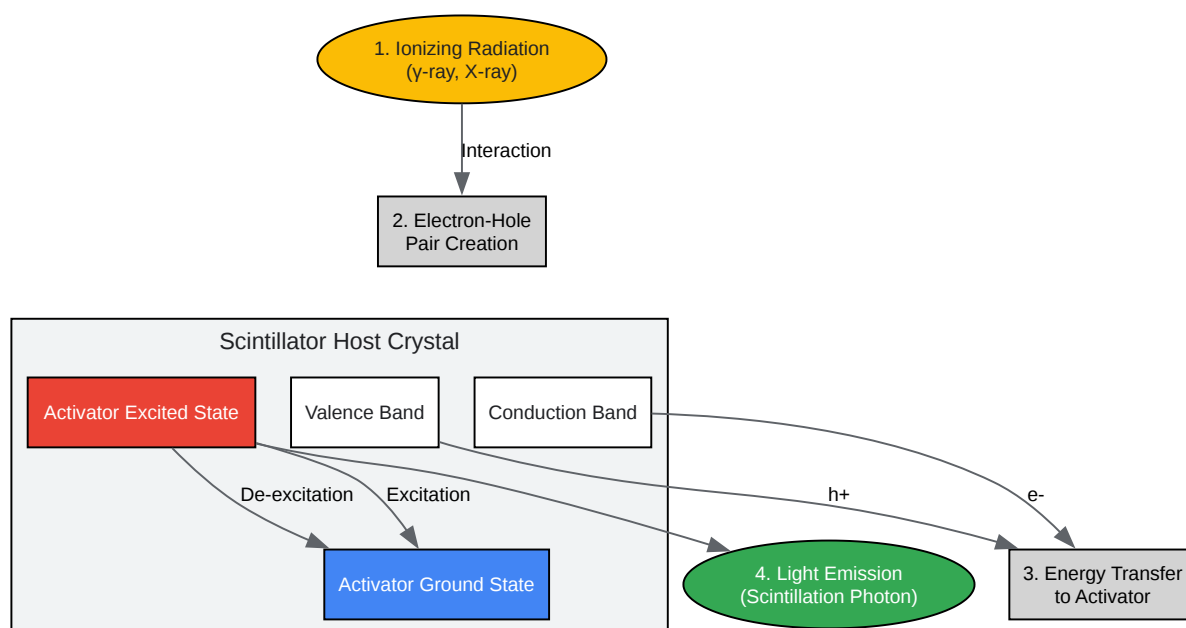 1. Ionizing Radiation
(γ-ray, X-ray)
Interaction
2. Electron-Hole
Pair Creation
Scintillator Host Crystal
Activator Excited State
Valence Band
Conduction Band
De-excitation
Excitation
h+
e-
Activator Ground State
4. Light Emission
(Scintillation Photon)
3. Energy Transfer
to Activator